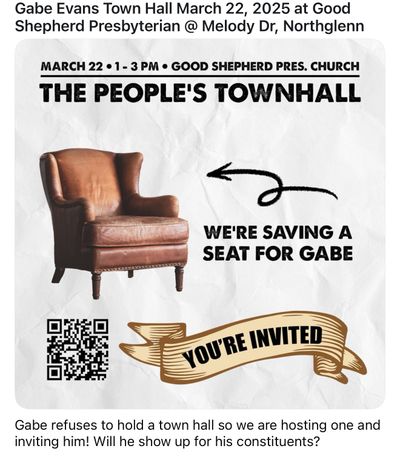 Gabe Evans Town Hall March 22, 2025 at Good
Shepherd Presbyterian @ Melody Dr, Northglenn
MARCH 22 • 1 - 3 PM • GOOD SHEPHERD PRES. CHURCH
THE PEOPLE'S TOWNHALL
WE'RE SAVING A
SEAT FOR GABE
YOU'RE INVITED
Gabe refuses to hold a town hall so we are hosting one and
inviting him! Will he show up for his constituents?